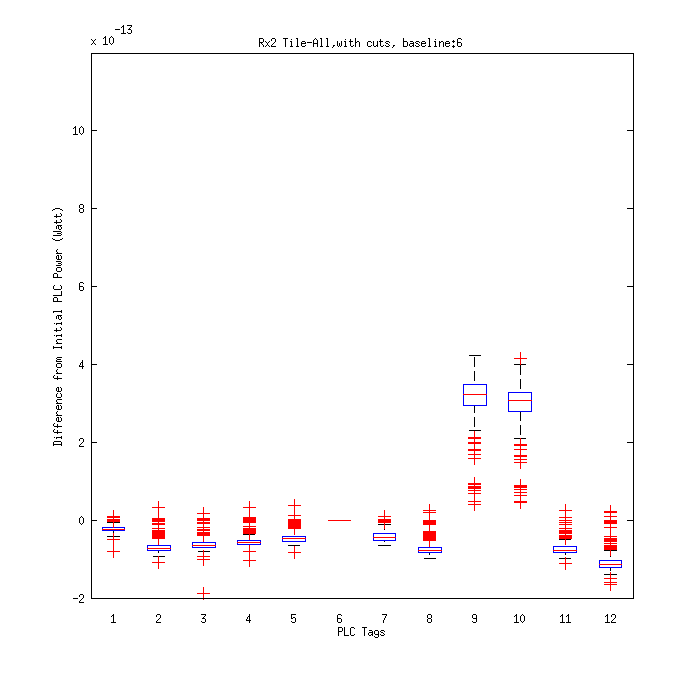 x 10-13
Rx2 Tile-All,with cuts, baseline:6
10
8
6
4
2
0
-2
Difference from Initial PLC Power (Watt)
1 2 3 4 5 6 7 8 9 10 11 12
PLC Tags